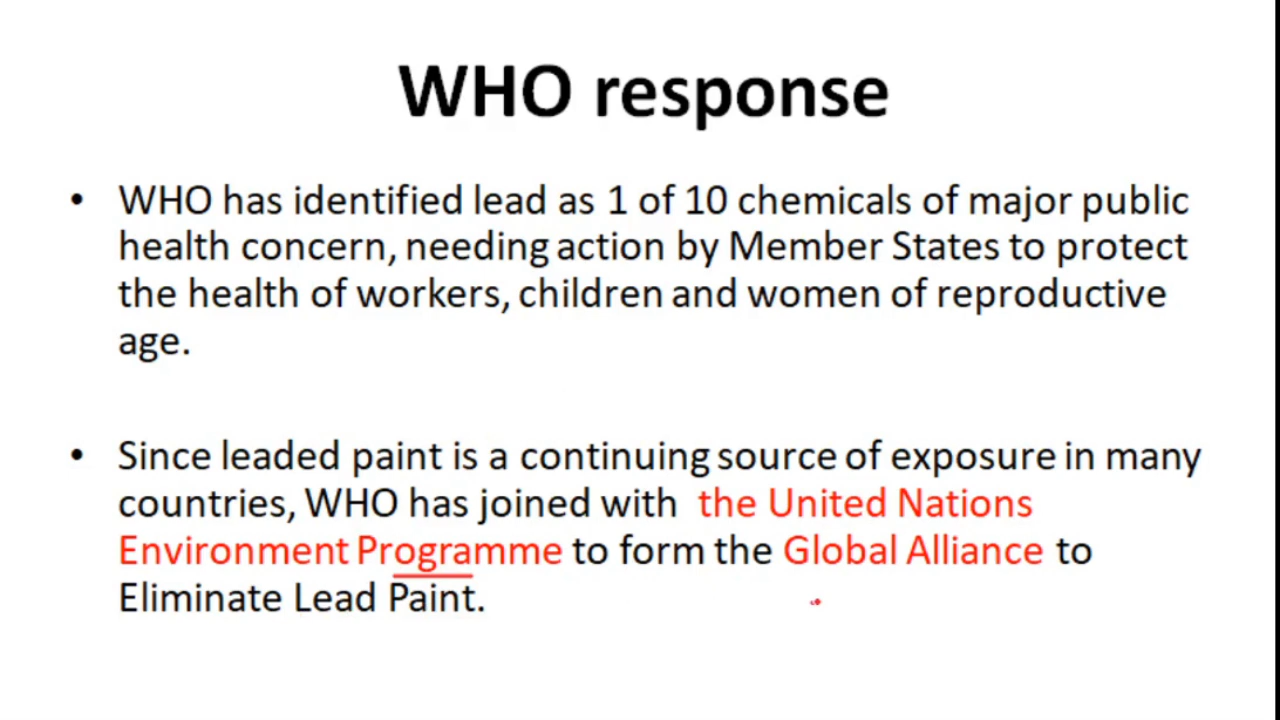 WHO response
• WHO has identified lead as 1 of 10 chemicals of major public
health concern, needing action by Member States to protect
the health of workers, children and women of reproductive
age.
• Since leaded paint is a continuing source of exposure in many
countries, WHO has joined with the United Nations
Environment Programme to form the Global Alliance to
Eliminate Lead Paint.